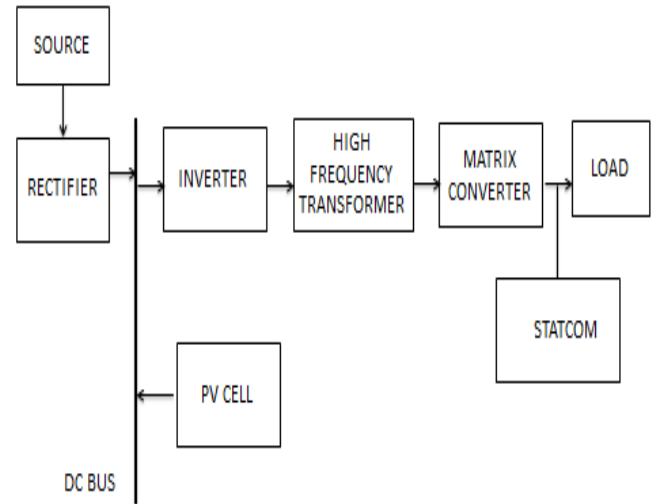 SOURCE
RECTIFIER
INVERTER
HIGH
FREQUENCY
TRANSFORMER
MATRIX
CONVERTER
LOAD
STATCOM
PV CELL
DC BUS